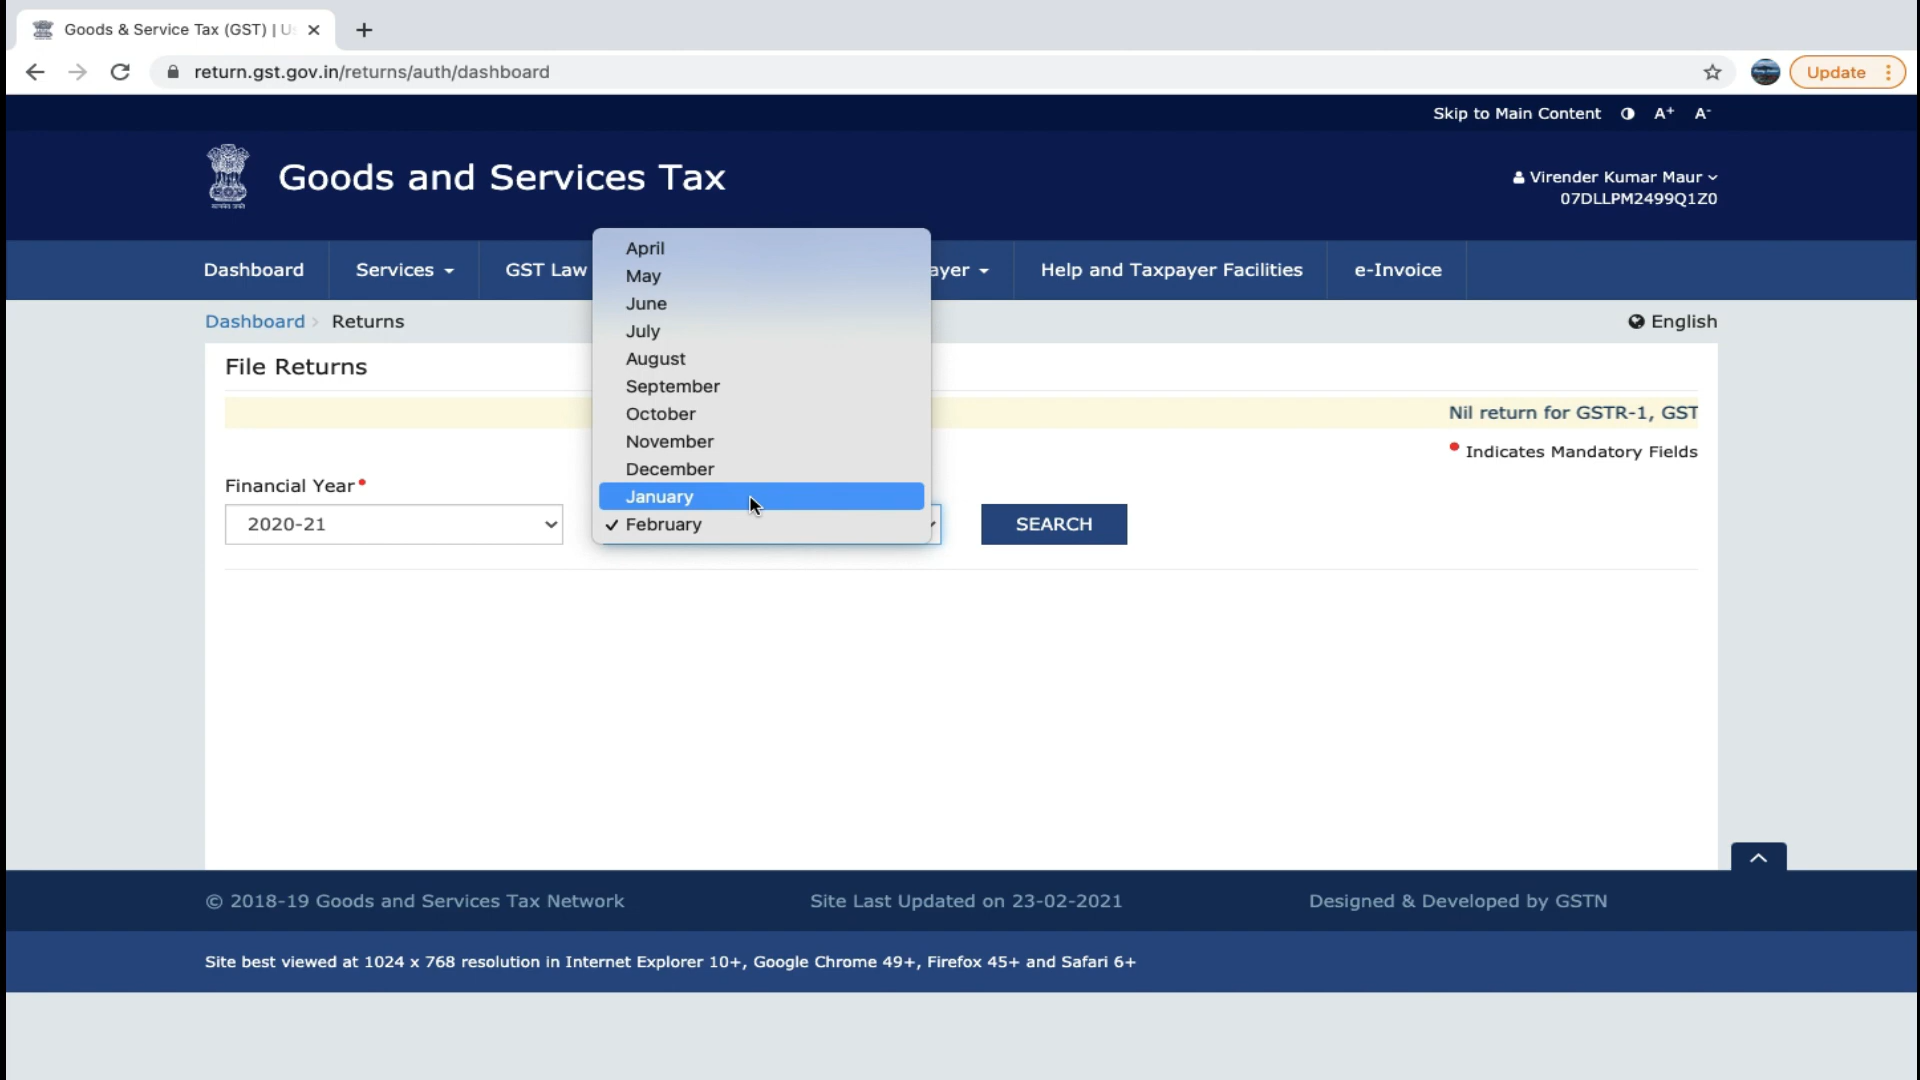 Goods & Service Tax (GST) | U
return.gst.gov.in/returns/auth/dashboard
Update
Skip to Main Content A+ A-
Goods and Services Tax
Virender Kumar Maur
07DLLPM2499Q1Z0
Dashboard Services GST Law ayer Help and Taxpayer Facilities e-Invoice
Dashboard > Returns
English
File Returns
Nil return for GSTR-1, GST
• Indicates Mandatory Fields
Financial Year•
2020-21
April
May
June
July
August
September
October
November
December
January
✓ February
SEARCH
© 2018-19 Goods and Services Tax Network
Site Last Updated on 23-02-2021
Designed & Developed by GSTN
Site best viewed at 1024 x 768 resolution in Internet Explorer 10+, Google Chrome 49+, Firefox 45+ and Safari 6+